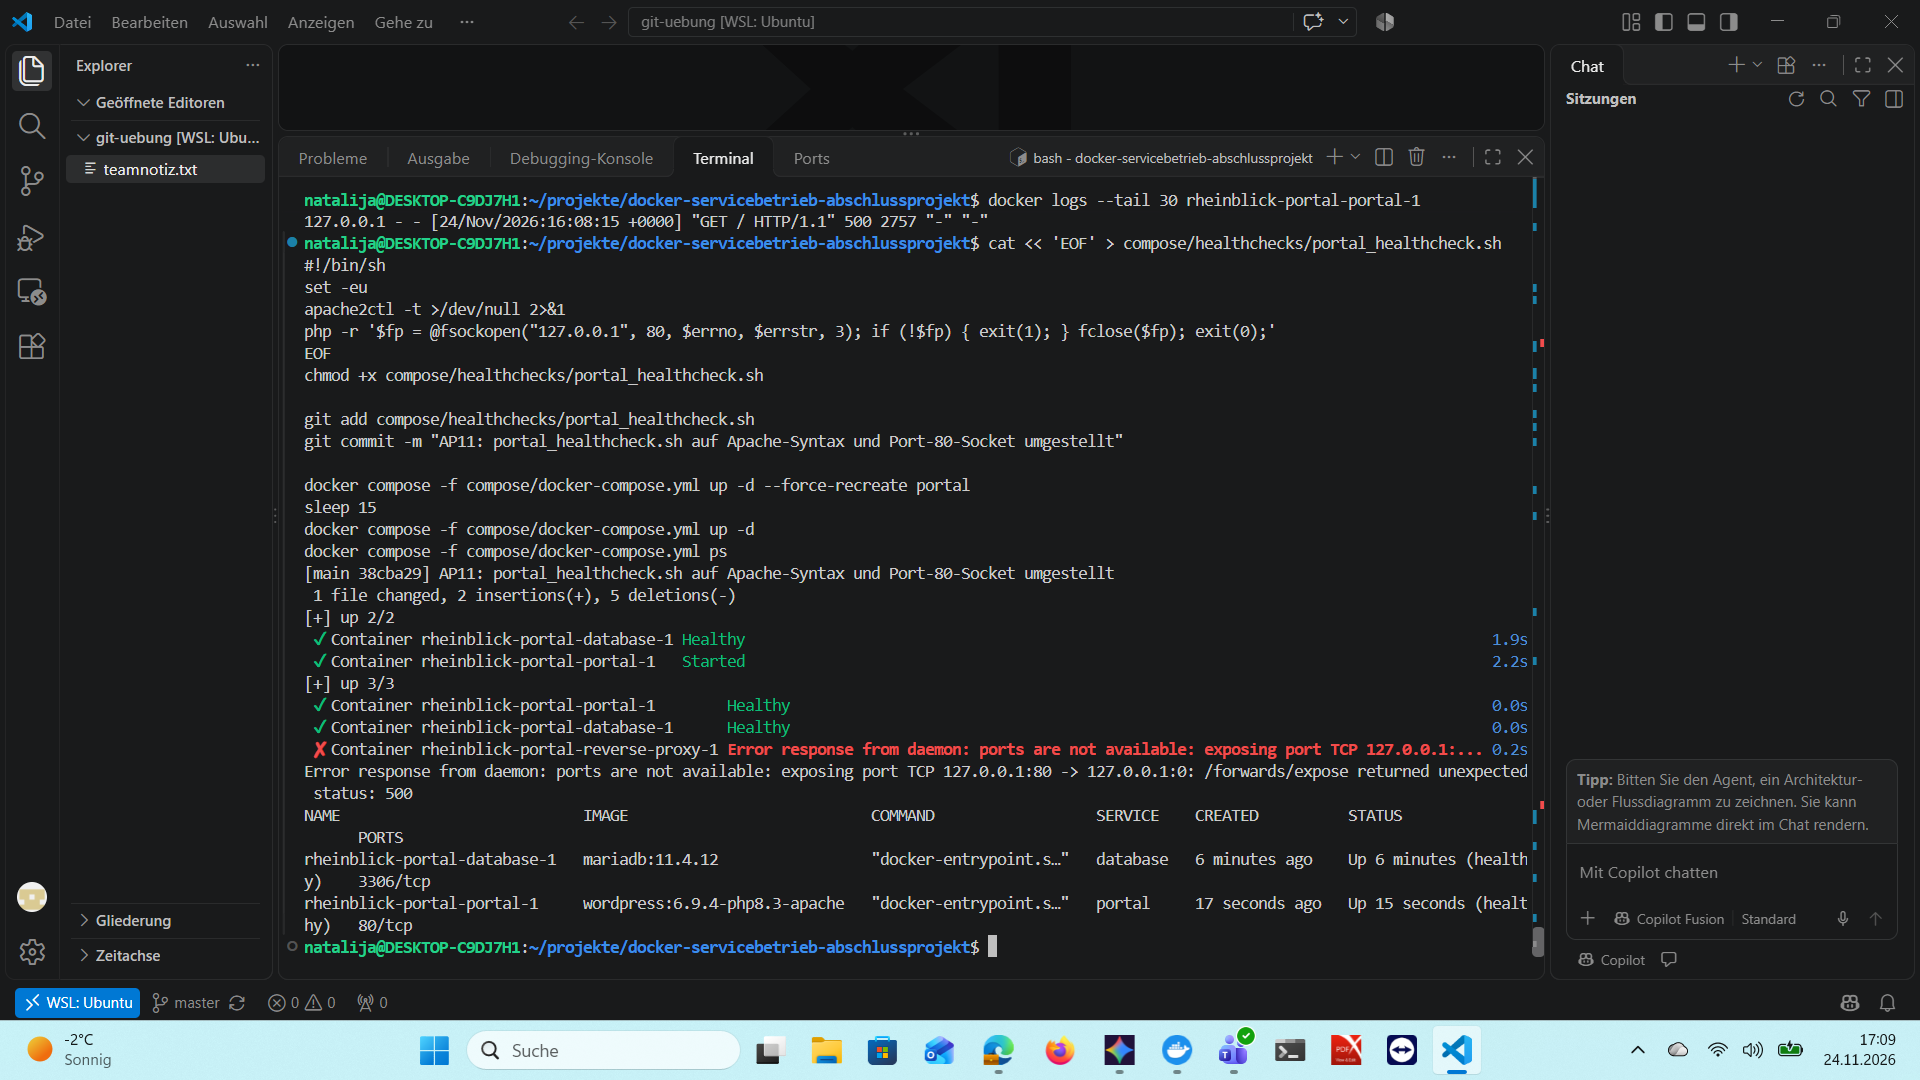 Datei Bearbeiten Auswahl Anzeigen Gehe zu ···
git-uebung [WSL: Ubuntu]
Explorer
Geöffnete Editoren
git-uebung [WSL: Ubu...
teamnotiz.txt
Gliederung
Zeitachse
Probleme Ausgabe Debugging-Konsole Terminal Ports
bash - docker-servicebetrieb-abschlussprojekt
natalija@DESKTOP-C9DJ7H1:~/projekte/docker-servicebetrieb-abschlussprojekt$ docker logs --tail 30 rheinblick-portal-portal-1
127.0.0.1 - - [24/Nov/2026:16:08:15 +0000] "GET / HTTP/1.1" 500 2757 "-" "-"
natalija@DESKTOP-C9DJ7H1:~/projekte/docker-servicebetrieb-abschlussprojekt$ cat << 'EOF' > compose/healthchecks/portal_healthcheck.sh
#!/bin/sh
set -eu
apache2ctl -t >/dev/null 2>&1
php -r '$fp = @fsockopen("127.0.0.1", 80, $errno, $errstr, 3); if (!$fp) { exit(1); } fclose($fp); exit(0);'
EOF
chmod +x compose/healthchecks/portal_healthcheck.sh
git add compose/healthchecks/portal_healthcheck.sh
git commit -m "AP11: portal_healthcheck.sh auf Apache-Syntax und Port-80-Socket umgestellt"
docker compose -f compose/docker-compose.yml up -d --force-recreate portal
sleep 15
docker compose -f compose/docker-compose.yml up -d
docker compose -f compose/docker-compose.yml ps
[main 38cba29] AP11: portal_healthcheck.sh auf Apache-Syntax und Port-80-Socket umgestellt
1 file changed, 2 insertions(+), 5 deletions(-)
[+] up 2/2
✓ Container rheinblick-portal-database-1 Healthy 1.9s
✓ Container rheinblick-portal-portal-1 Started 2.2s
[+] up 3/3
✓ Container rheinblick-portal-portal-1 Healthy 0.0s
✓ Container rheinblick-portal-database-1 Healthy 0.0s
✗ Container rheinblick-portal-reverse-proxy-1 Error response from daemon: ports are not available: exposing port TCP 127.0.0.1:... 0.2s
Error response from daemon: ports are not available: exposing port TCP 127.0.0.1:80 -> 127.0.0.1:0: /forwards/expose returned unexpected
status: 500
NAME IMAGE COMMAND SERVICE CREATED STATUS
PORTS
rheinblick-portal-database-1 mariadb:11.4.12 "docker-entrypoint.s…" database 6 minutes ago Up 6 minutes (health
y) 3306/tcp
rheinblick-portal-portal-1 wordpress:6.9.4-php8.3-apache "docker-entrypoint.s…" portal 17 seconds ago Up 15 seconds (healt
hy) 80/tcp
natalija@DESKTOP-C9DJ7H1:~/projekte/docker-servicebetrieb-abschlussprojekt$
Chat
Sitzungen
Tipp: Bitten Sie den Agent, ein Architektur-
oder Flussdiagramm zu zeichnen. Sie kann
Mermaiddiagramme direkt im Chat rendern.
Mit Copilot chatten
Copilot Fusion Standard
Copilot
WSL: Ubuntu master 0 0 0
-2°C
Sonnig
Suche
PDF
17:09
24.11.2026